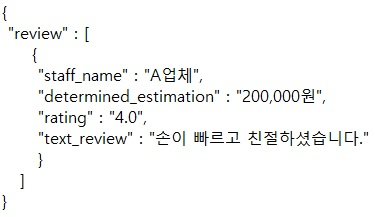 {
"review" : [
{
"staff_name" : "A업체",
"determined_estimation" : "200,000원",
"rating" : "4.0",
"text_review" : "손이 빠르고 친절하셨습니다."
}
]
}